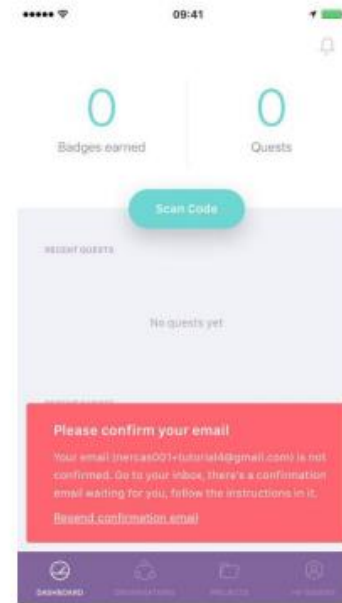 09:41
0
0
Badges earned
Quests
Scan Code
RECENT QUESTS
No quests yet
Please confirm your email
Your email (nercas001+tutorial4@gmail.com) is not
confirmed. Go to your inbox, there's a confirmation
email waiting for you, follow the instructions in it.
Resend confirmation email
DASHBOARD
PROJECTS